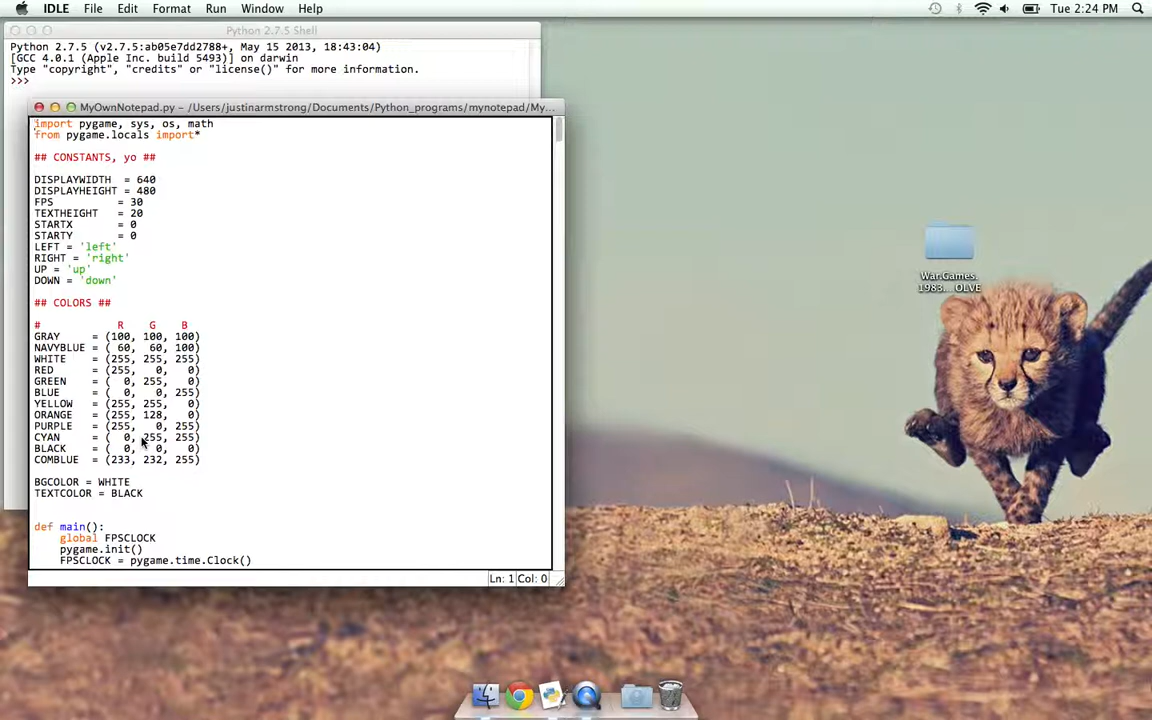 IDLE File Edit Format Run Window Help Tue 2:24 PM
Python 2.7.5 Shell
Python 2.7.5 (v2.7.5:ab05e7dd2788+, May 15 2013, 18:43:04)
[GCC 4.0.1 (Apple Inc. build 5493)] on darwin
Type "copyright", "credits" or "license()" for more information.
>>>
MyOwnNotepad.py – /Users/justinarmstrong/Documents/Python_programs/mynotepad/My...
import pygame, sys, os, math
from pygame.locals import*
## CONSTANTS, yo ##
DISPLAYWIDTH = 640
DISPLAYHEIGHT = 480
FPS = 30
TEXTHEIGHT = 20
STARTX = 0
STARTY = 0
LEFT = 'left'
RIGHT = 'right'
UP = 'up'
DOWN = 'down'
## COLORS ##
# R G B
GRAY = (100, 100, 100)
NAVYBLUE = ( 60, 60, 100)
WHITE = (255, 255, 255)
RED = (255, 0, 0)
GREEN = ( 0, 255, 0)
BLUE = ( 0, 0, 255)
YELLOW = (255, 255, 0)
ORANGE = (255, 128, 0)
PURPLE = (255, 0, 255)
CYAN = ( 0, 255, 255)
BLACK = ( 0, 0, 0)
COMBLUE = (233, 232, 255)
BGCOLOR = WHITE
TEXTCOLOR = BLACK
def main():
global FPSCLOCK
pygame.init()
FPSCLOCK = pygame.time.Clock()
Ln: 1 Col: 0
War.Games.
1983... OLVE